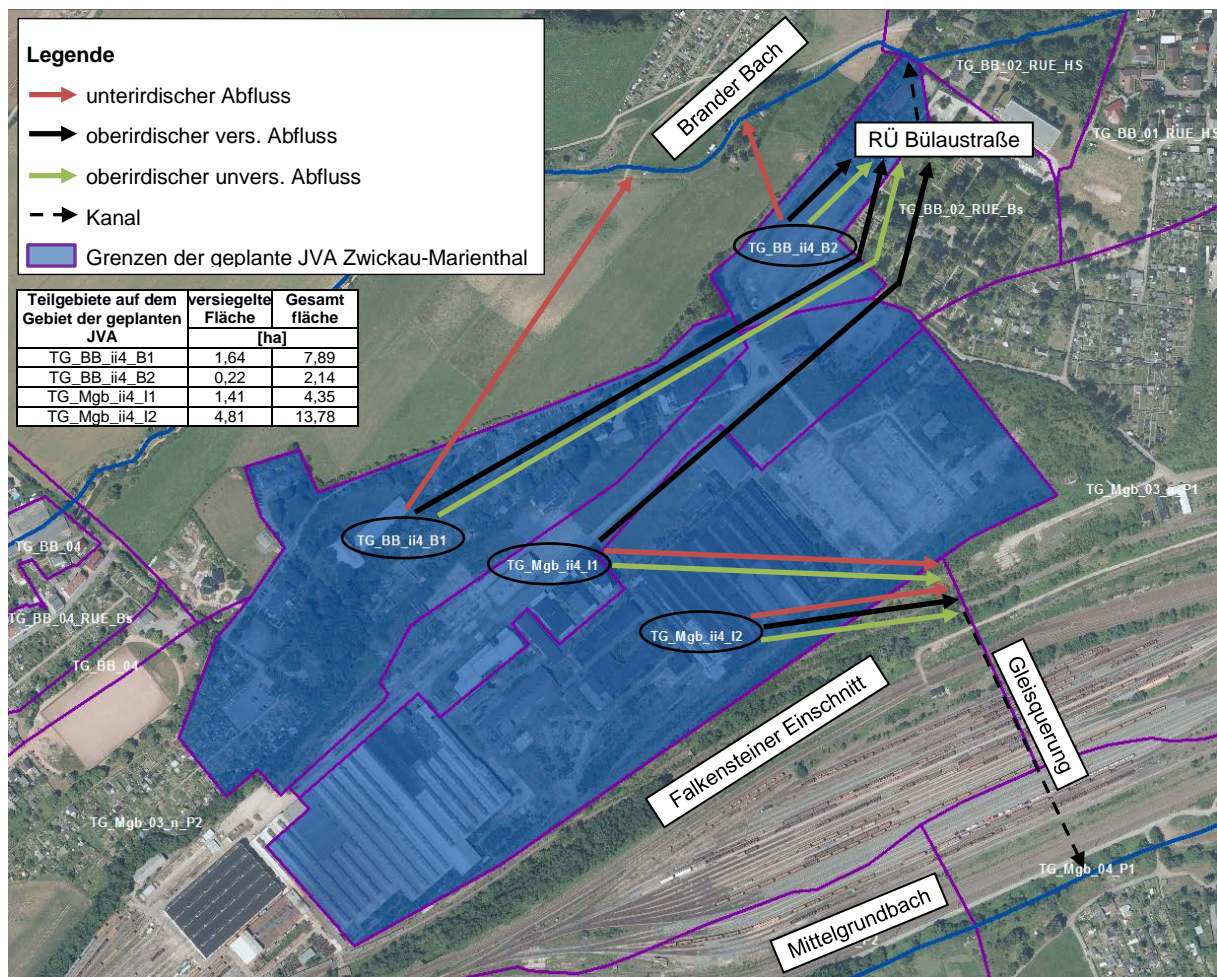 Legende
unterirdischer Abfluss
oberirdischer vers. Abfluss
oberirdischer unvers. Abfluss
Kanal
Grenzen der geplante JVA Zwickau-Marienthal
Teilgebiete auf dem Gebiet der geplanten JVA versiegelte Fläche Gesamt fläche
[ha]
TG_BB_ii4_B1 1,64 7,89
TG_BB_ii4_B2 0,22 2,14
TG_Mgb_ii4_I1 1,41 4,35
TG_Mgb_ii4_I2 4,81 13,78
Brander Bach
TG_BB_02_RUE_HS
TG_BB_01_RUE_HS
RÜ Bülaustraße
TG_BB_02_RUE_Bs
TG_BB_ii4_B2
TG_Mgb_03_n_P1
TG_BB_ii4_B1
TG_BB_04
TG_Mgb_ii4_I1
TG_BB_04_RUE_Bs
TG_Mgb_ii4_I2
TG_BB_04
Gleisquerung
Falkensteiner Einschnitt
TG_Mgb_03_n_P2
TG_Mgb_04_P1
Mittelgrundbach